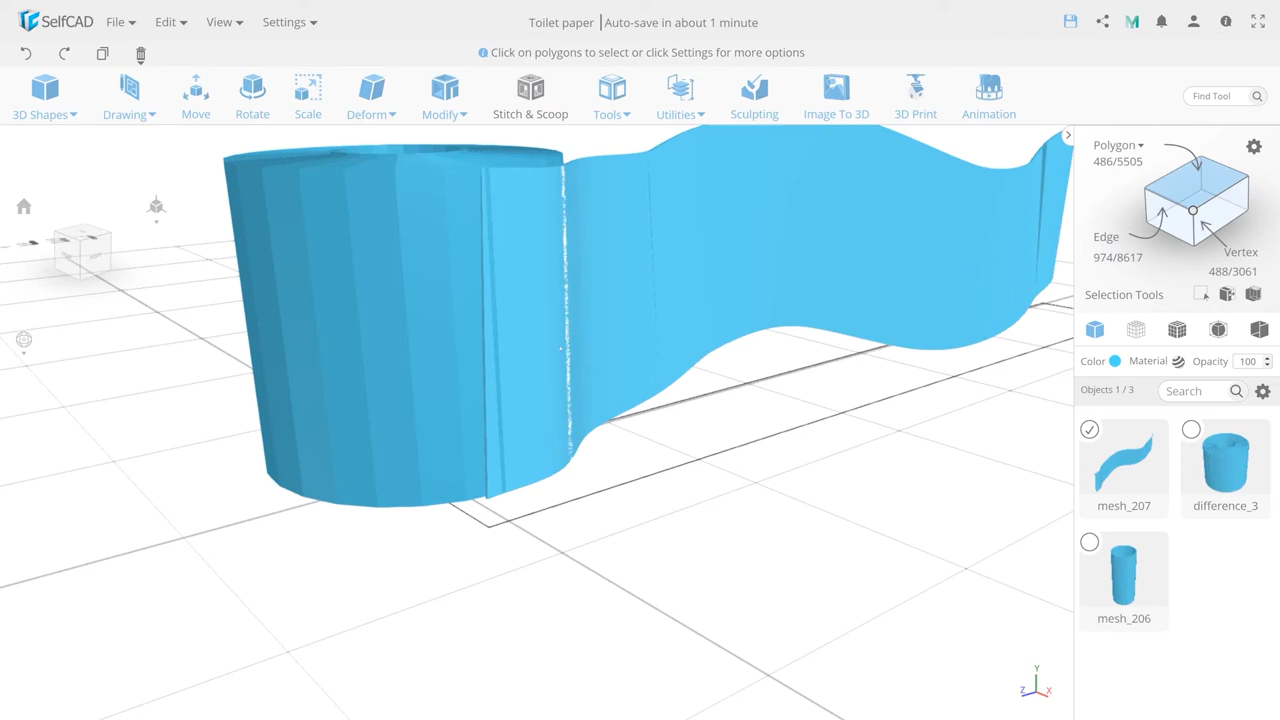 SelfCAD File Edit View Settings Toilet paper Auto-save in about 1 minute
Click on polygons to select or click Settings for more options
3D Shapes Drawing Move Rotate Scale Deform Modify Stitch & Scoop Tools Utilities Sculpting Image To 3D 3D Print Animation Find Tool
Polygon
486/5505
Edge
974/8617
Vertex
488/3061
Selection Tools
Color Material Opacity 100
Objects 1 / 3 Search
mesh_207 difference_3
mesh_206
Y
Z X